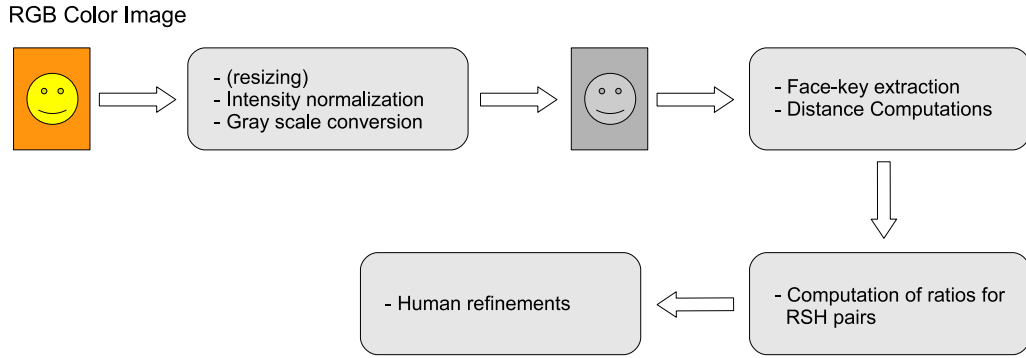 RGB Color Image
- (resizing)
- Intensity normalization
- Gray scale conversion
- Face-key extraction
- Distance Computations
- Computation of ratios for
RSH pairs
- Human refinements